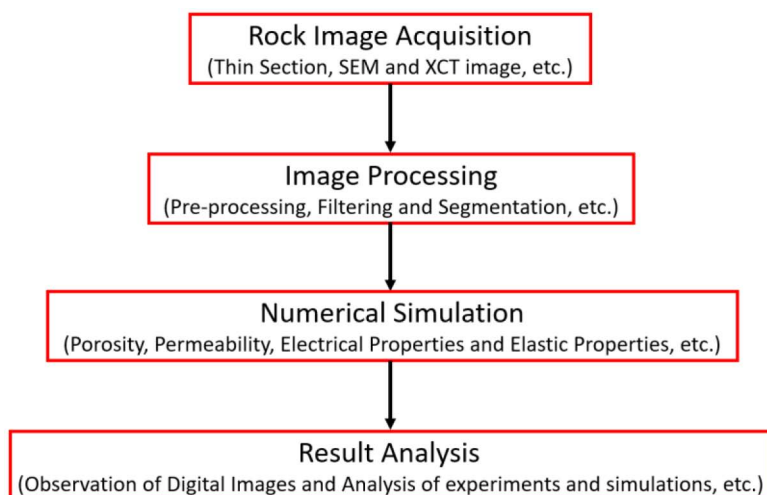 Rock Image Acquisition
(Thin Section, SEM and XCT image, etc.)
Image Processing
(Pre-processing, Filtering and Segmentation, etc.)
Numerical Simulation
(Porosity, Permeability, Electrical Properties and Elastic Properties, etc.)
Result Analysis
(Observation of Digital Images and Analysis of experiments and simulations, etc.)